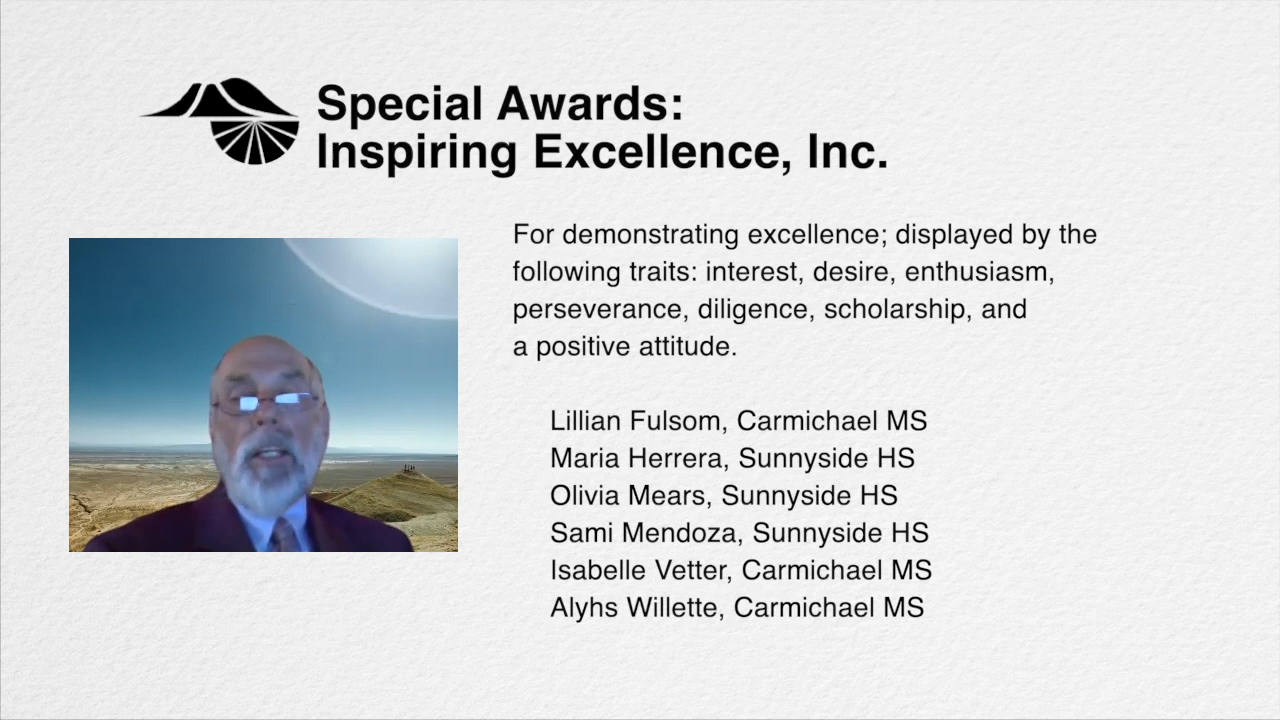 Special Awards:
Inspiring Excellence, Inc.
For demonstrating excellence; displayed by the
following traits: interest, desire, enthusiasm,
perseverance, diligence, scholarship, and
a positive attitude.
Lillian Fulsom, Carmichael MS
Maria Herrera, Sunnyside HS
Olivia Mears, Sunnyside HS
Sami Mendoza, Sunnyside HS
Isabelle Vetter, Carmichael MS
Alyhs Willette, Carmichael MS